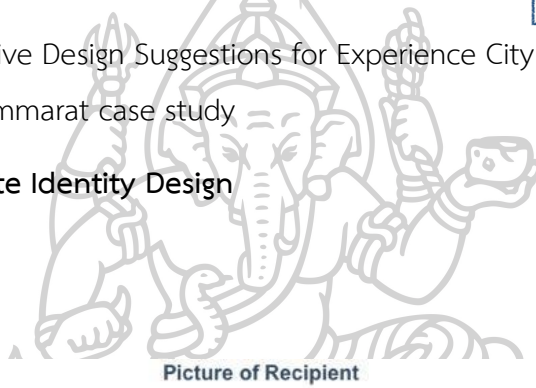 ive Design Suggestions for Experience City
mmarat case study
te Identity Design
Picture of Recipient